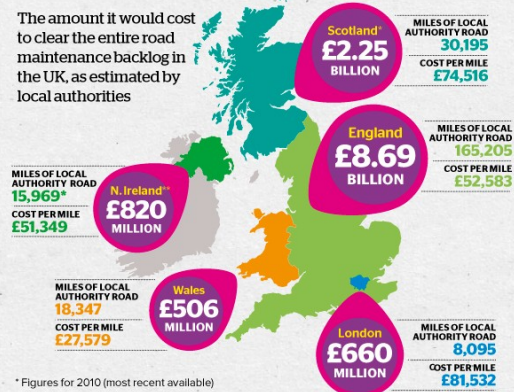 The amount it would cost
to clear the entire road
maintenance backlog in
the UK, as estimated by
local authorities
Scotland*
£2.25
BILLION
MILES OF LOCAL
AUTHORITY ROAD
30,195
COST PER MILE
£74,516
England
£8.69
BILLION
MILES OF LOCAL
AUTHORITY ROAD
165,205
COST PER MILE
£52,583
MILES OF LOCAL
AUTHORITY ROAD
15,969*
COST PER MILE
£51,349
N.Ireland**
£820
MILLION
MILES OF LOCAL
AUTHORITY ROAD
18,347
COST PER MILE
£27,579
Wales
£506
MILLION
London
£660
MILLION
MILES OF LOCAL
AUTHORITY ROAD
8,095
COST PER MILE
£81,532
* Figures for 2010 (most recent available)